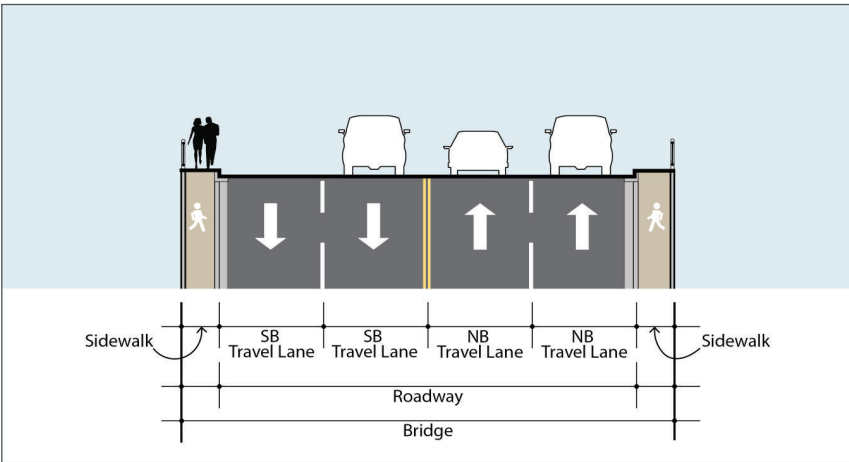 Sidewalk
SB
Travel Lane
SB
Travel Lane
NB
Travel Lane
NB
Travel Lane
Sidewalk
Roadway
Bridge